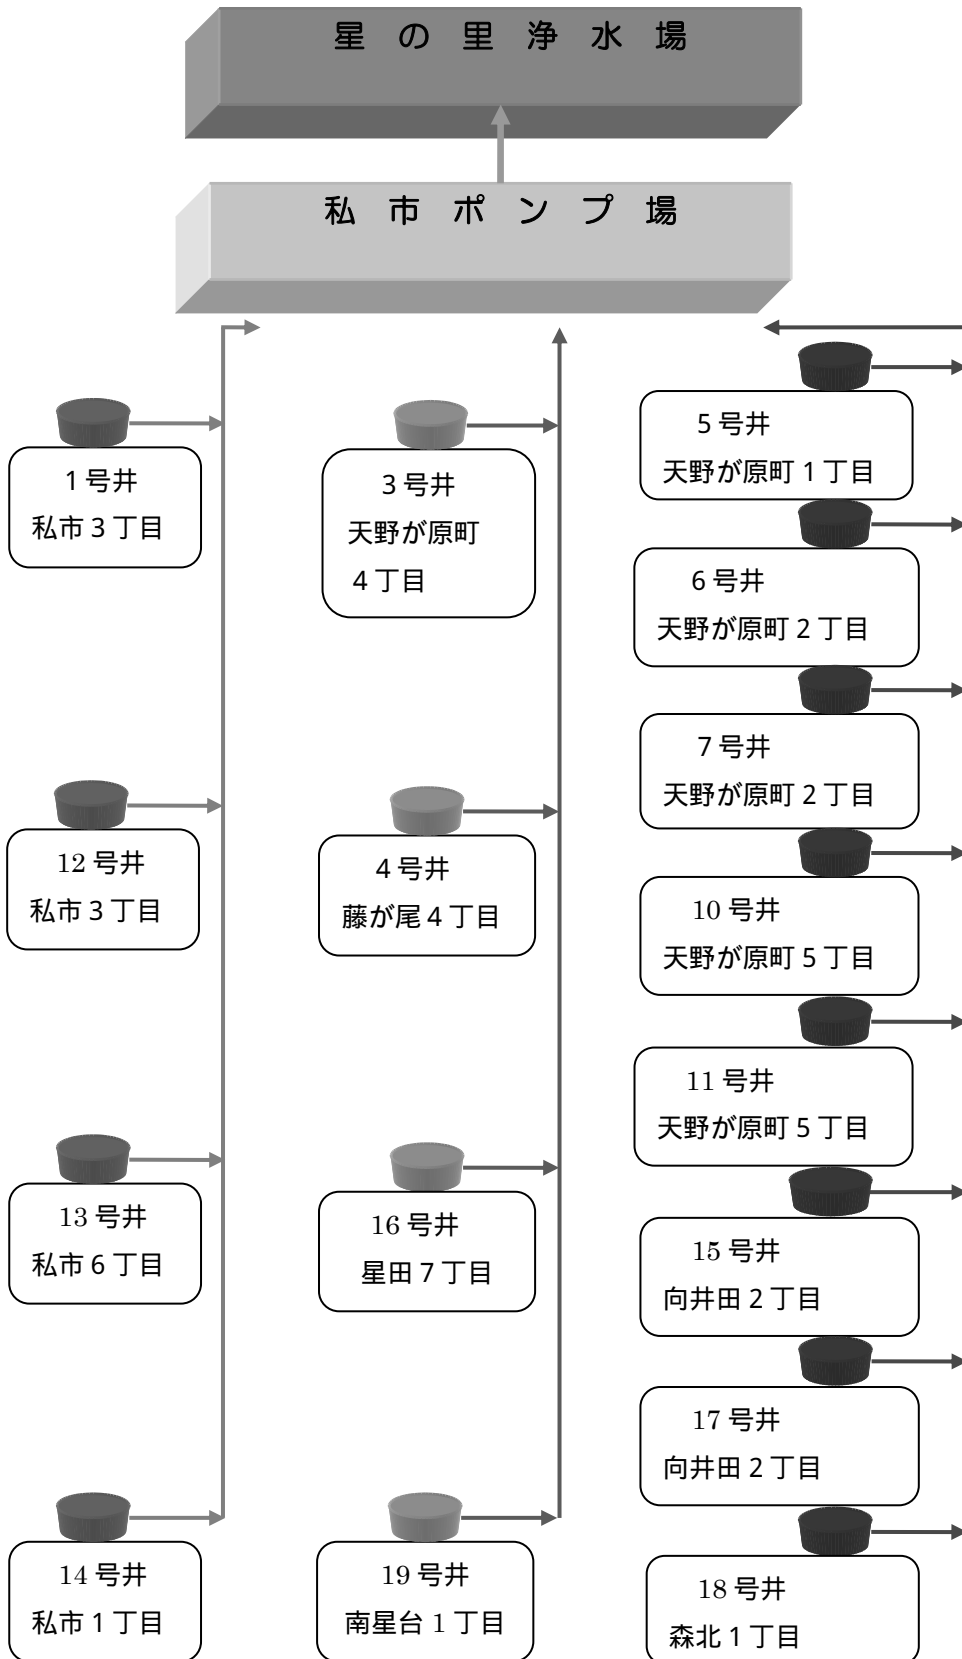 星の里浄水場
私市ポンプ場
1号井
私市3丁目
12号井
私市3丁目
13号井
私市6丁目
14号井
私市1丁目
3号井
天野が原町
4丁目
4号井
藤が尾4丁目
16号井
星田7丁目
19号井
南星台1丁目
5号井
天野が原町1丁目
6号井
天野が原町2丁目
7号井
天野が原町2丁目
10号井
天野が原町5丁目
11号井
天野が原町5丁目
15号井
向井田2丁目
17号井
向井田2丁目
18号井
森北1丁目